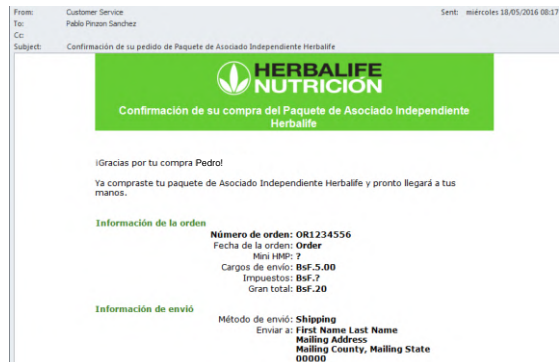 From: Customer Service Sent: miércoles 18/05/2016 08:17
To: Pablo Pinzon Sanchez
Cc:
Subject: Confirmación de su pedido de Paquete de Asociado Independiente Herbalife
HERBALIFE
NUTRICIÓN
Confirmación de su compra del Paquete de Asociado Independiente
Herbalife
¡Gracias por tu compra Pedro!
Ya compraste tu paquete de Asociado Independiente Herbalife y pronto llegará a tus
manos.
Información de la orden
Número de orden: OR1234556
Fecha de la orden: Order
Mini HMP: ?
Cargos de envío: BsF.5.00
Impuestos: BsF.?
Gran total: BsF.20
Información de envió
Método de envió: Shipping
Enviar a: First Name Last Name
Mailing Address
Mailing County, Mailing State
00000